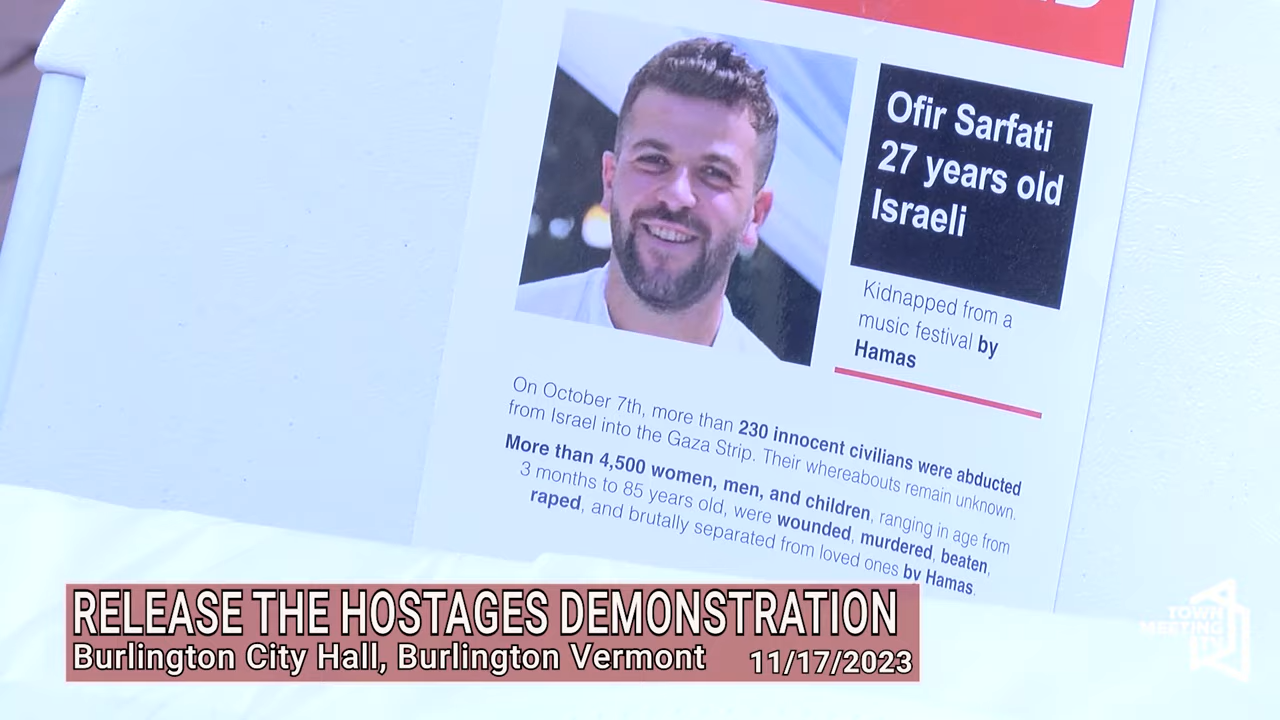 Ofir Sarfati
27 years old
Israeli
Kidnapped from a
music festival by
Hamas
On October 7th, more than 230 innocent civilians were abducted
from Israel into the Gaza Strip. Their whereabouts remain unknown.
More than 4,500 women, men, and children, ranging in age from
3 months to 85 years old, were wounded, murdered, beaten,
raped, and brutally separated from loved ones by Hamas.
RELEASE THE HOSTAGES DEMONSTRATION
Burlington City Hall, Burlington Vermont 11/17/2023
TOWN
MEETING
TV